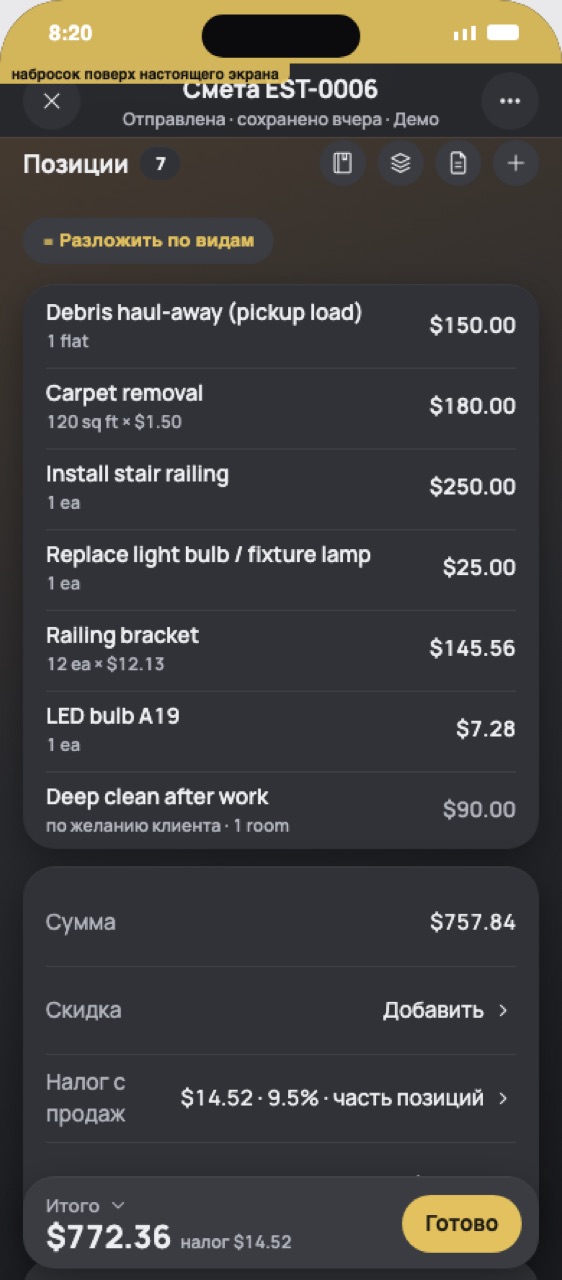 8:20
набросок поверх настоящего экрана
Смета EST-0006
Отправлена · сохранено вчера · Демо
Позиции 7
Разложить по видам
Debris haul-away (pickup load) $150.00
1 flat
Carpet removal $180.00
120 sq ft × $1.50
Install stair railing $250.00
1 ea
Replace light bulb / fixture lamp $25.00
1 ea
Railing bracket $145.56
12 ea × $12.13
LED bulb A19 $7.28
1 ea
Deep clean after work $90.00
по желанию клиента · 1 room
Сумма $757.84
Скидка Добавить
Налог с продаж $14.52 · 9.5% · часть позиций
Итого
$772.36 налог $14.52
Готово